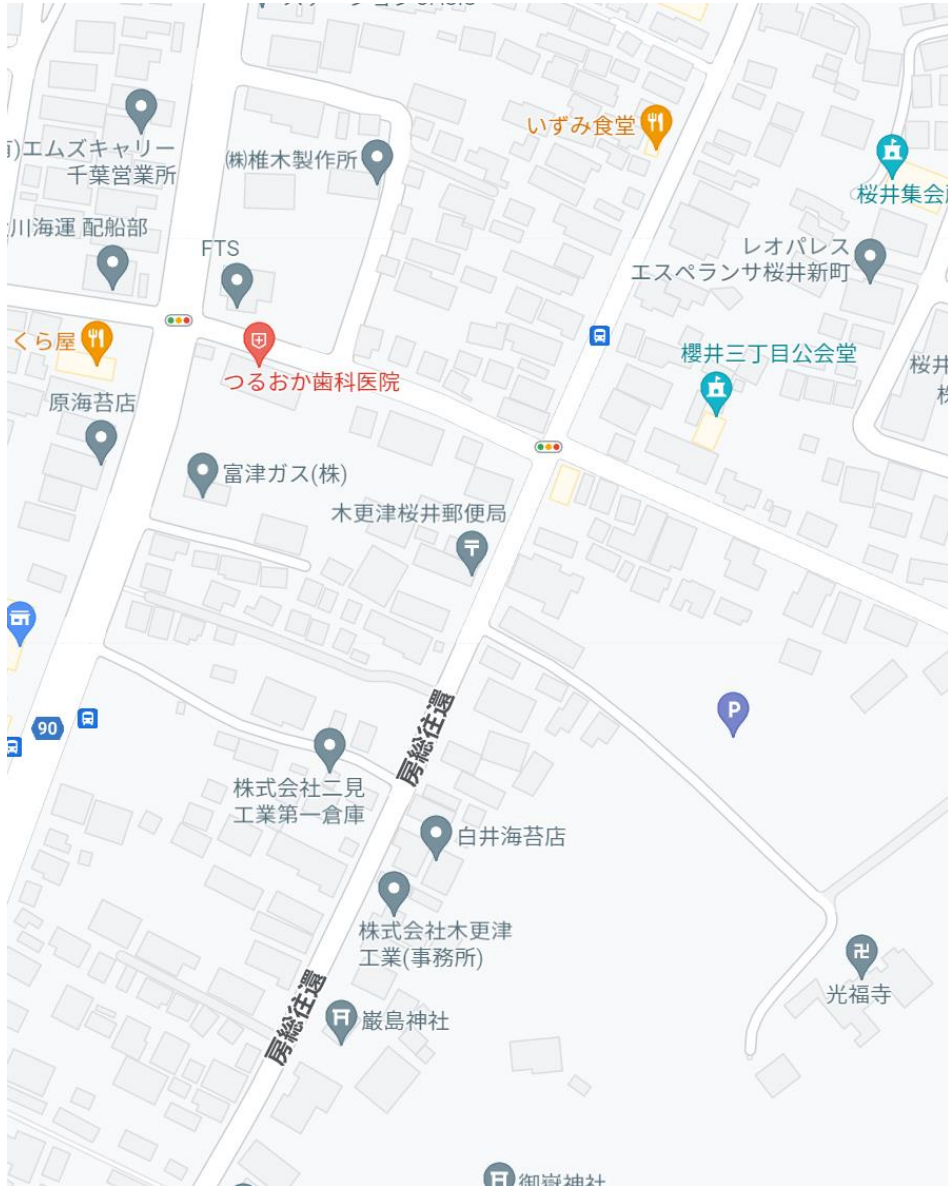 いずみ食堂
エムズキャリー
千葉営業所
㈱椎木製作所
桜井集会
川海運 配船部
FTS
レオパレス
エスペランサ桜井新町
くら屋
つるおか歯科医院
櫻井三丁目公会堂
桜井
原海苔店
富津ガス(株)
木更津桜井郵便局
房総往還
90
P
株式会社二見
工業第一倉庫
白井海苔店
株式会社木更津
工業(事務所)
光福寺
房総往還
巌島神社
御嶽神社